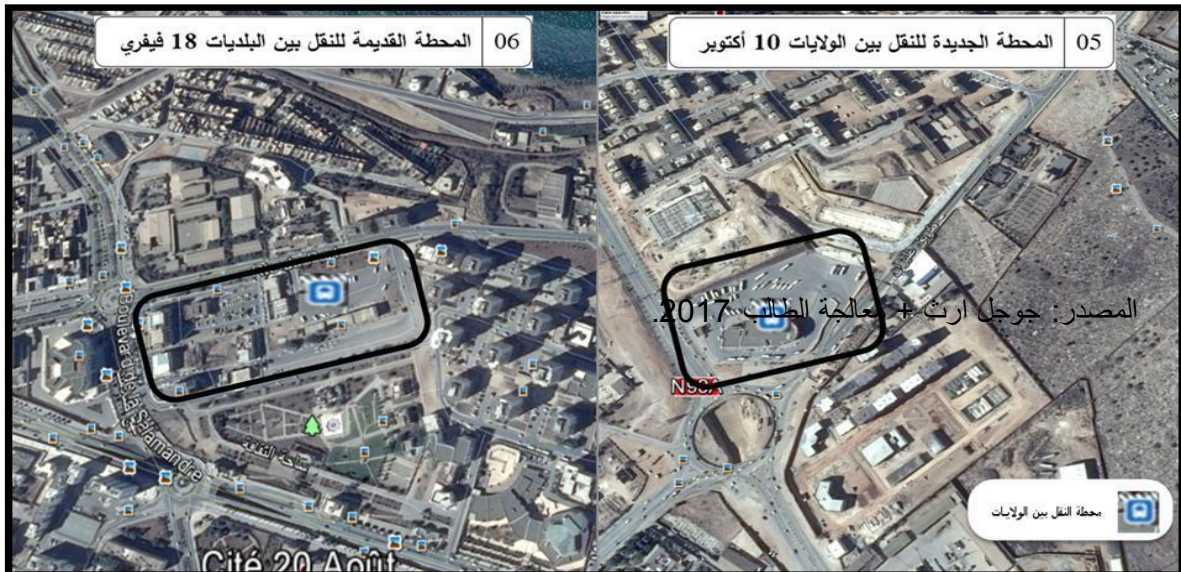 05 المحطة الجديدة للنقل بين الولايات 10 أكتوبر
06 المحطة القديمة للنقل بين البلديات 18 فيفري
المصدر: جوجل ارث + معالجة الطالب 2017.
Boulevard de la Salamandre
Cité 20 Août
محطة النقل بين الولايات